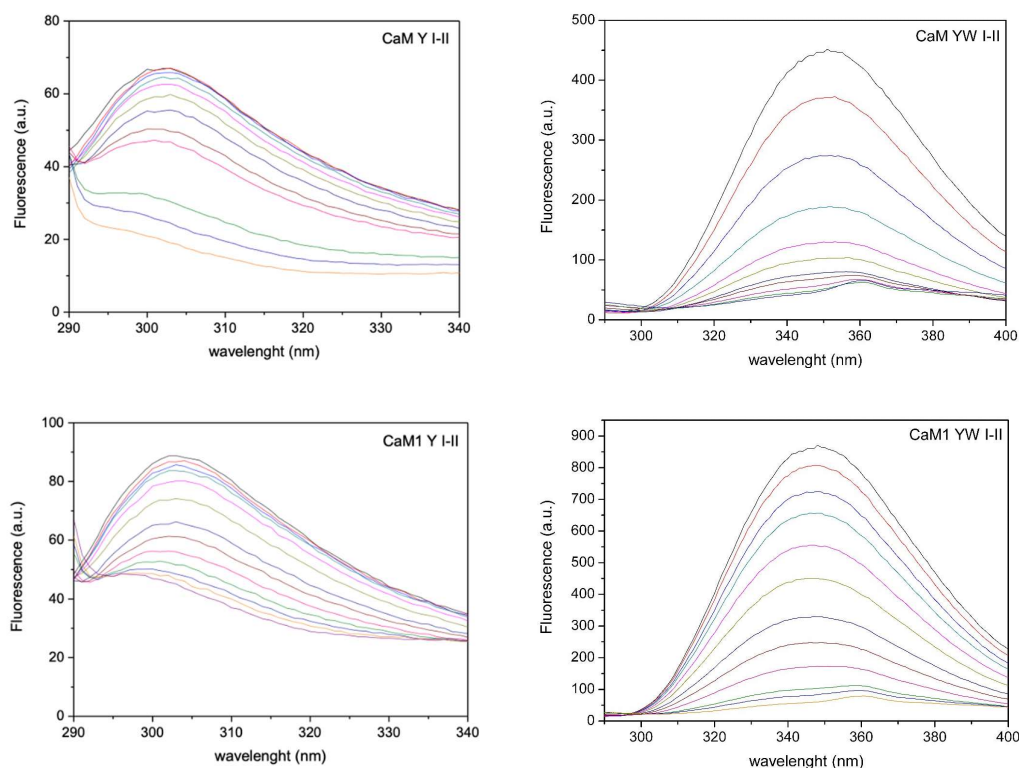 CaM Y I-II
80
60
40
20
0
Fluorescence (a.u.)
290 300 310 320 330 340
wavelenght (nm)
CaM YW I-II
500
400
300
200
100
0
Fluorescence (a.u.)
300 320 340 360 380 400
wavelenght (nm)
CaM1 Y I-II
100
80
60
40
20
0
Fluorescence (a.u.)
290 300 310 320 330 340
wavelenght (nm)
CaM1 YW I-II
900
800
700
600
500
400
300
200
100
0
Fluorescence (a.u.)
300 320 340 360 380 400
wavelenght (nm)